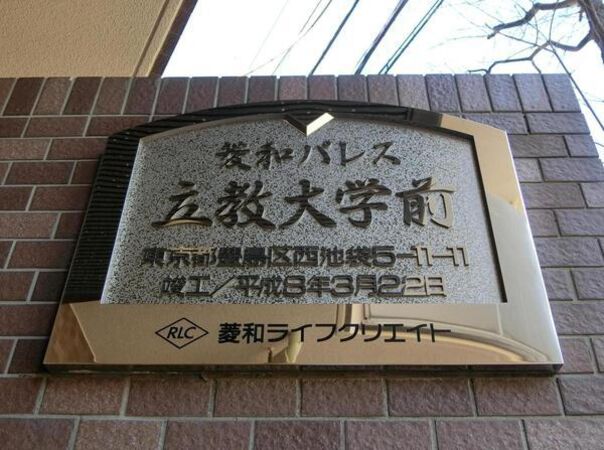 菱和パレス
立教大学前
東京都豊島区西池袋5-11-11
竣工／平成8年3月22日
RLC 菱和ライフクリエイト